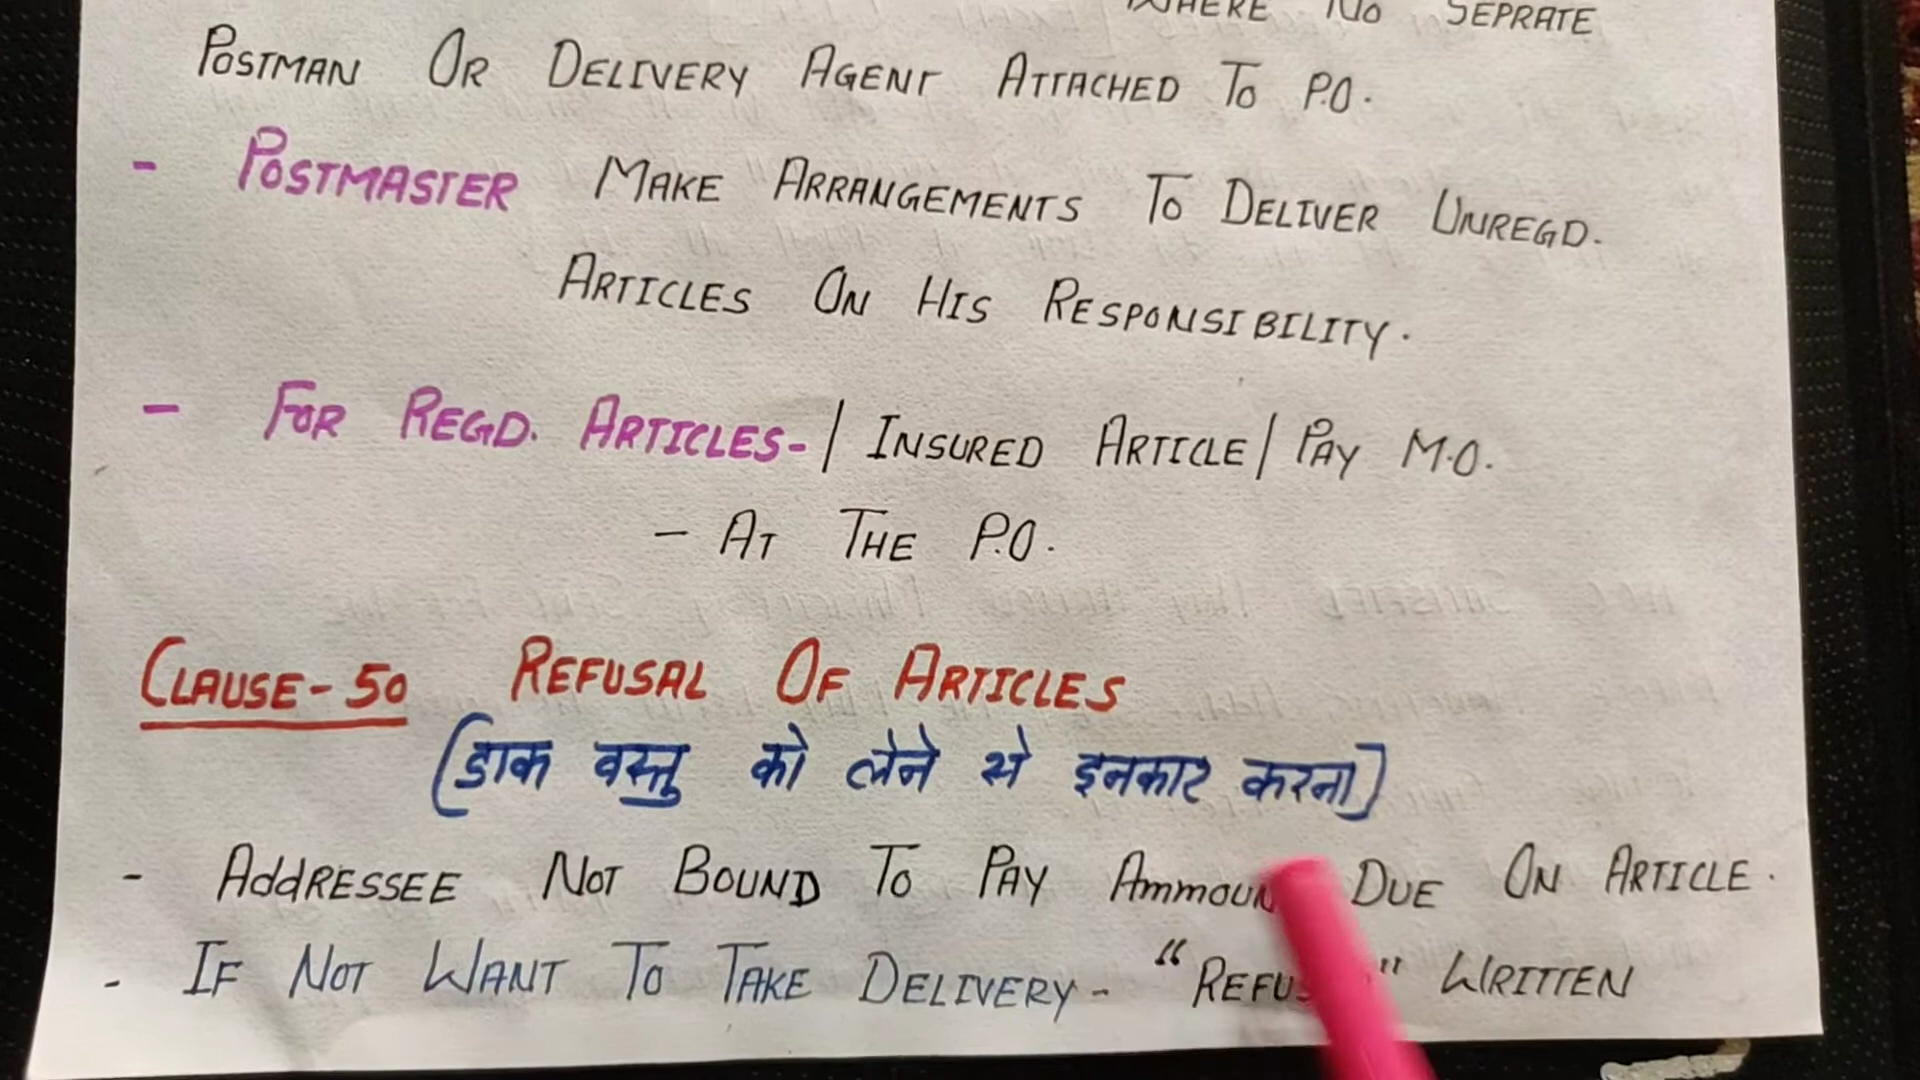 WHERE NO SEPRATE
POSTMAN OR DELIVERY AGENT ATTACHED TO P.O.
- POSTMASTER MAKE ARRANGEMENTS TO DELIVER UNREGD.
ARTICLES ON HIS RESPONSIBILITY.
- FOR REGD. ARTICLES-/ INSURED ARTICLE/ PAY M.O.
- AT THE P.O.
CLAUSE-50 REFUSAL OF ARTICLES
(डाक वस्तु को लेने से इनकार करना)
- ADDRESSEE NOT BOUND TO PAY DUE ON ARTICLE.
- IF NOT WANT TO TAKE DELIVERY- WRITTEN